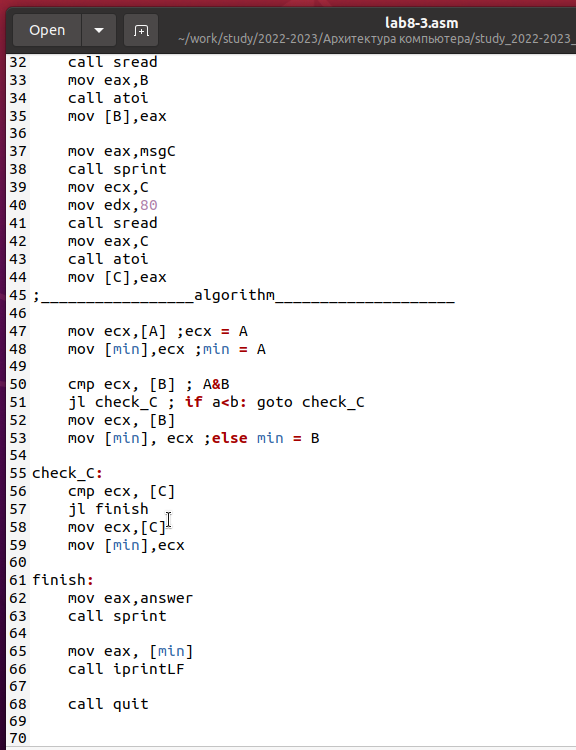 Open
lab8-3.asm
~/work/study/2022-2023/Архитектура компьютера/study_2022-2023_
32 call sread
33 mov eax,B
34 call atoi
35 mov [B],eax
36
37 mov eax,msgC
38 call sprint
39 mov ecx,C
40 mov edx,80
41 call sread
42 mov eax,C
43 call atoi
44 mov [C],eax
45 ;_________________algorithm____________________
46
47 mov ecx,[A] ;ecx = A
48 mov [min],ecx ;min = A
49
50 cmp ecx, [B] ; A&B
51 jl check_C ; if a<b: goto check_C
52 mov ecx, [B]
53 mov [min], ecx ;else min = B
54
55 check_C:
56 cmp ecx, [C]
57 jl finish
58 mov ecx,[C]
59 mov [min],ecx
60
61 finish:
62 mov eax,answer
63 call sprint
64
65 mov eax, [min]
66 call iprintLF
67
68 call quit
69
70